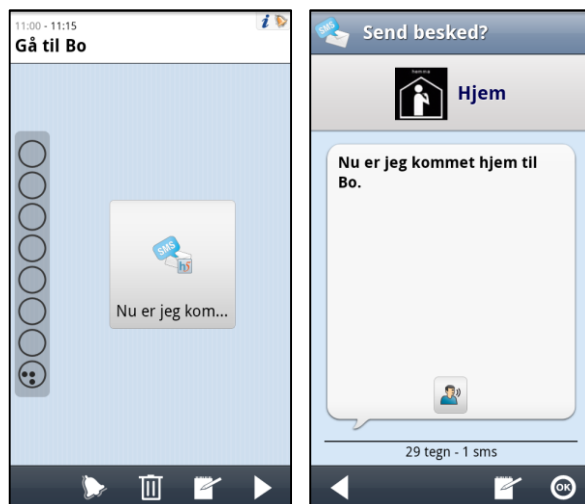 11:00 - 11:15
Gå til Bo
SMS
Nu er jeg kom...
Send besked?
Hjem
Nu er jeg kommet hjem til
Bo.
29 tegn - 1 sms
OK